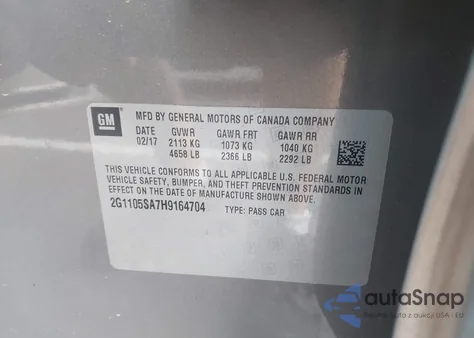 GM
MFD BY GENERAL MOTORS OF CANADA COMPANY
DATE GVWR GAWR FRT GAWR RR
02/17 2113 KG 1073 KG 1040 KG
4658 LB 2366 LB 2292 LB
THIS VEHICLE CONFORMS TO ALL APPLICABLE U.S. FEDERAL MOTOR
VEHICLE SAFETY, BUMPER, AND THEFT PREVENTION STANDARDS IN
EFFECT ON THE DATE OF MANUFACTURE SHOWN ABOVE.
2G1105SA7H9164704 TYPE: PASS CAR
autoSnap
aukcji USA - EU